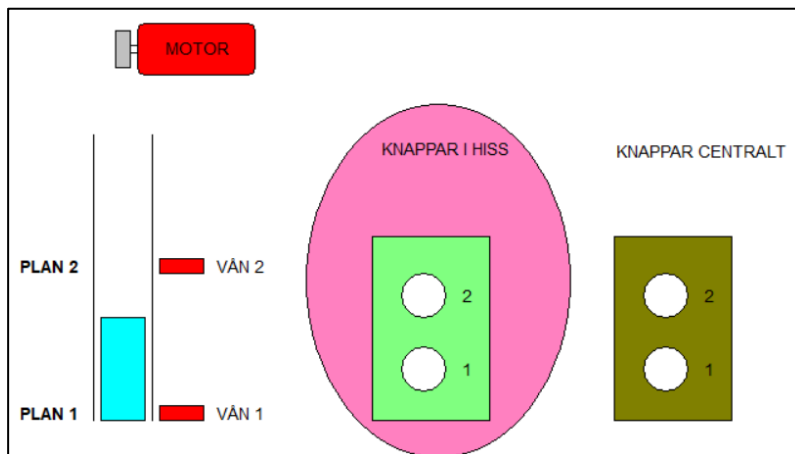 MOTOR
KNAPPAR I HISS
KNAPPAR CENTRALT
PLAN 2
VÅN 2
2
2
1
1
PLAN 1
VÅN 1